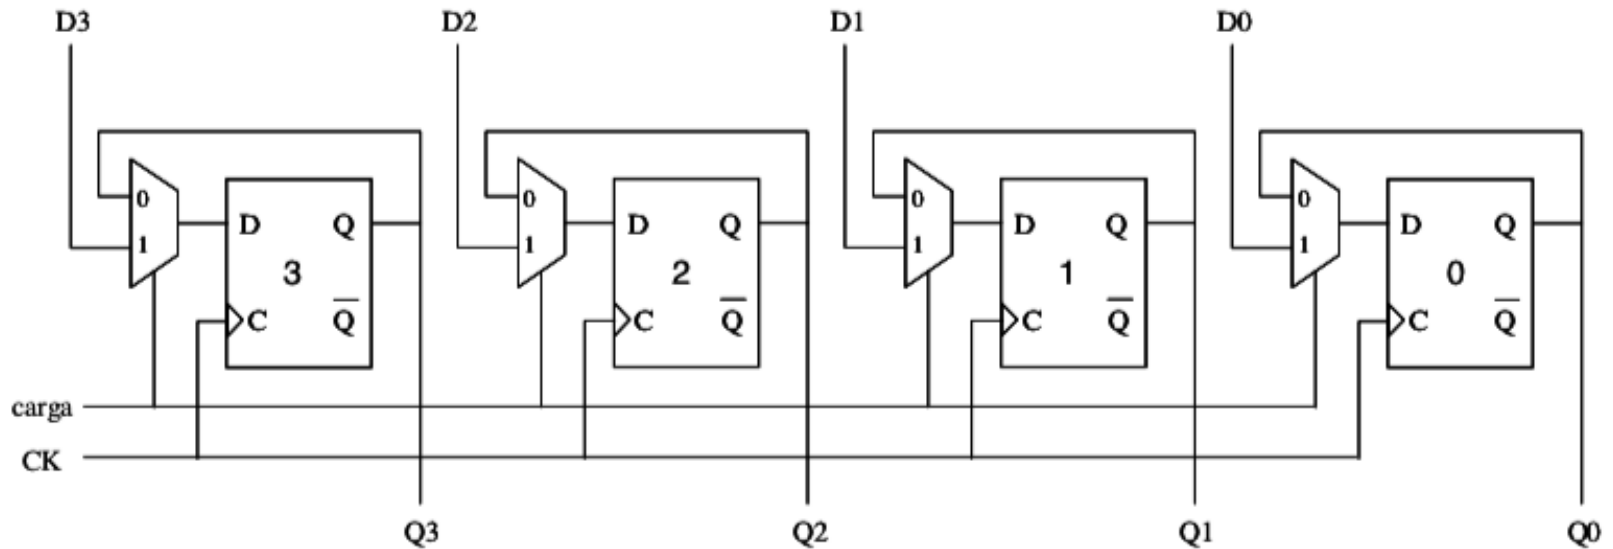 D3 D2 D1 D0
0 0 0 0
D Q D Q D Q D Q
1 1 1 1
3 2 1 0
C Q̅ C Q̅ C Q̅ C Q̅
carga
CK
Q3 Q2 Q1 Q0